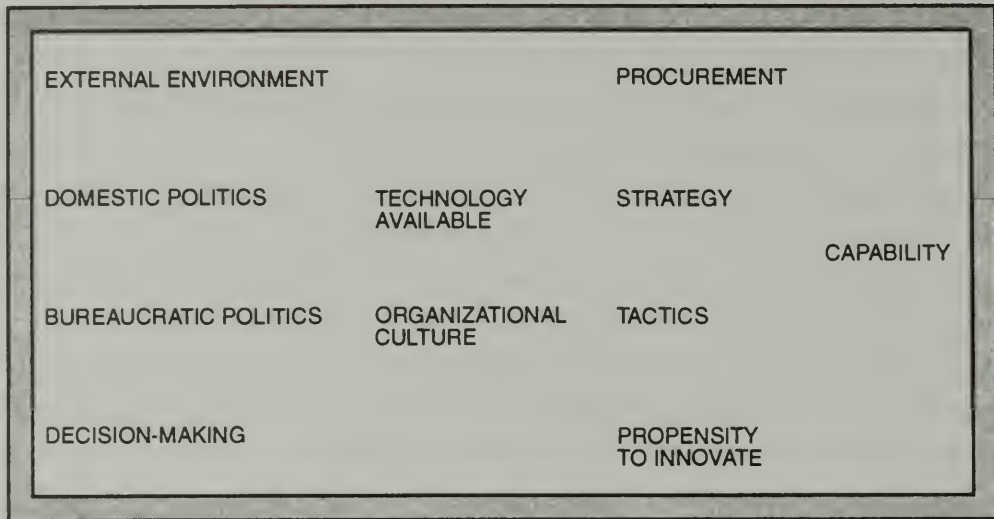 EXTERNAL ENVIRONMENT
PROCUREMENT
DOMESTIC POLITICS
TECHNOLOGY
AVAILABLE
STRATEGY
CAPABILITY
BUREAUCRATIC POLITICS
ORGANIZATIONAL
CULTURE
TACTICS
DECISION-MAKING
PROPENSITY
TO INNOVATE